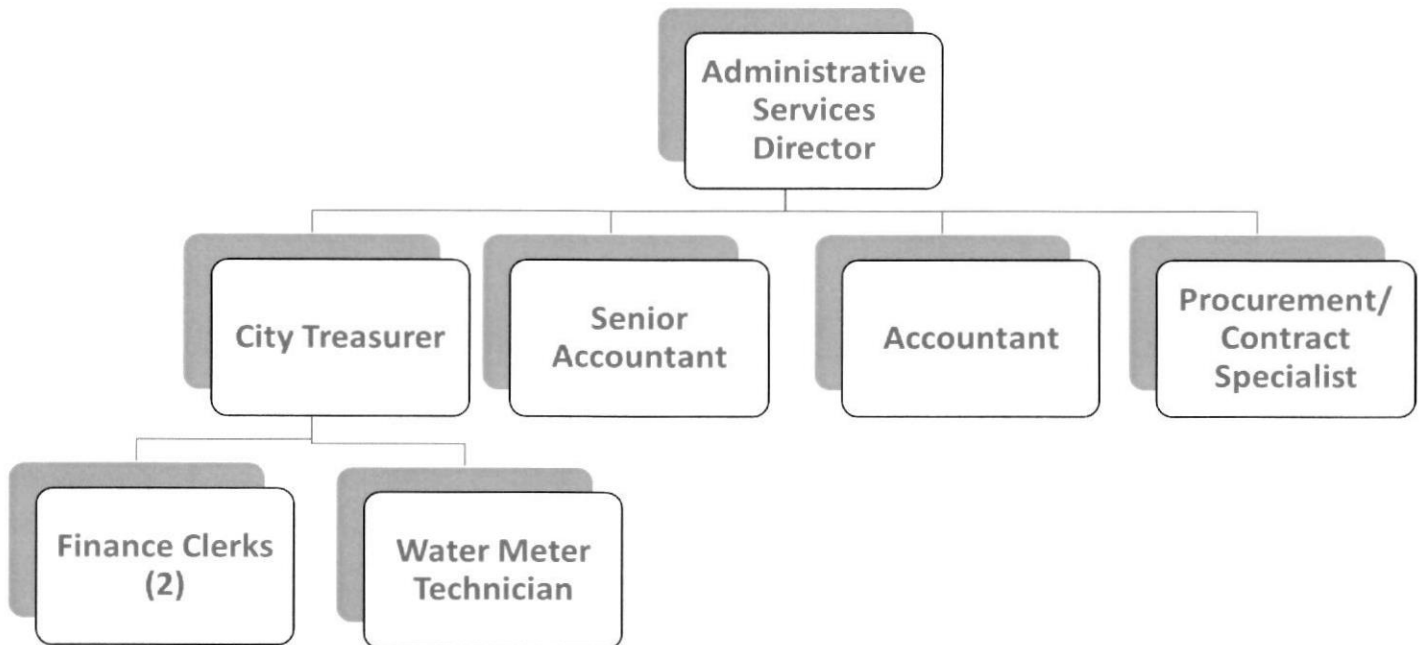 Administrative
Services
Director
City Treasurer
Senior
Accountant
Accountant
Procurement/
Contract
Specialist
Finance Clerks
(2)
Water Meter
Technician